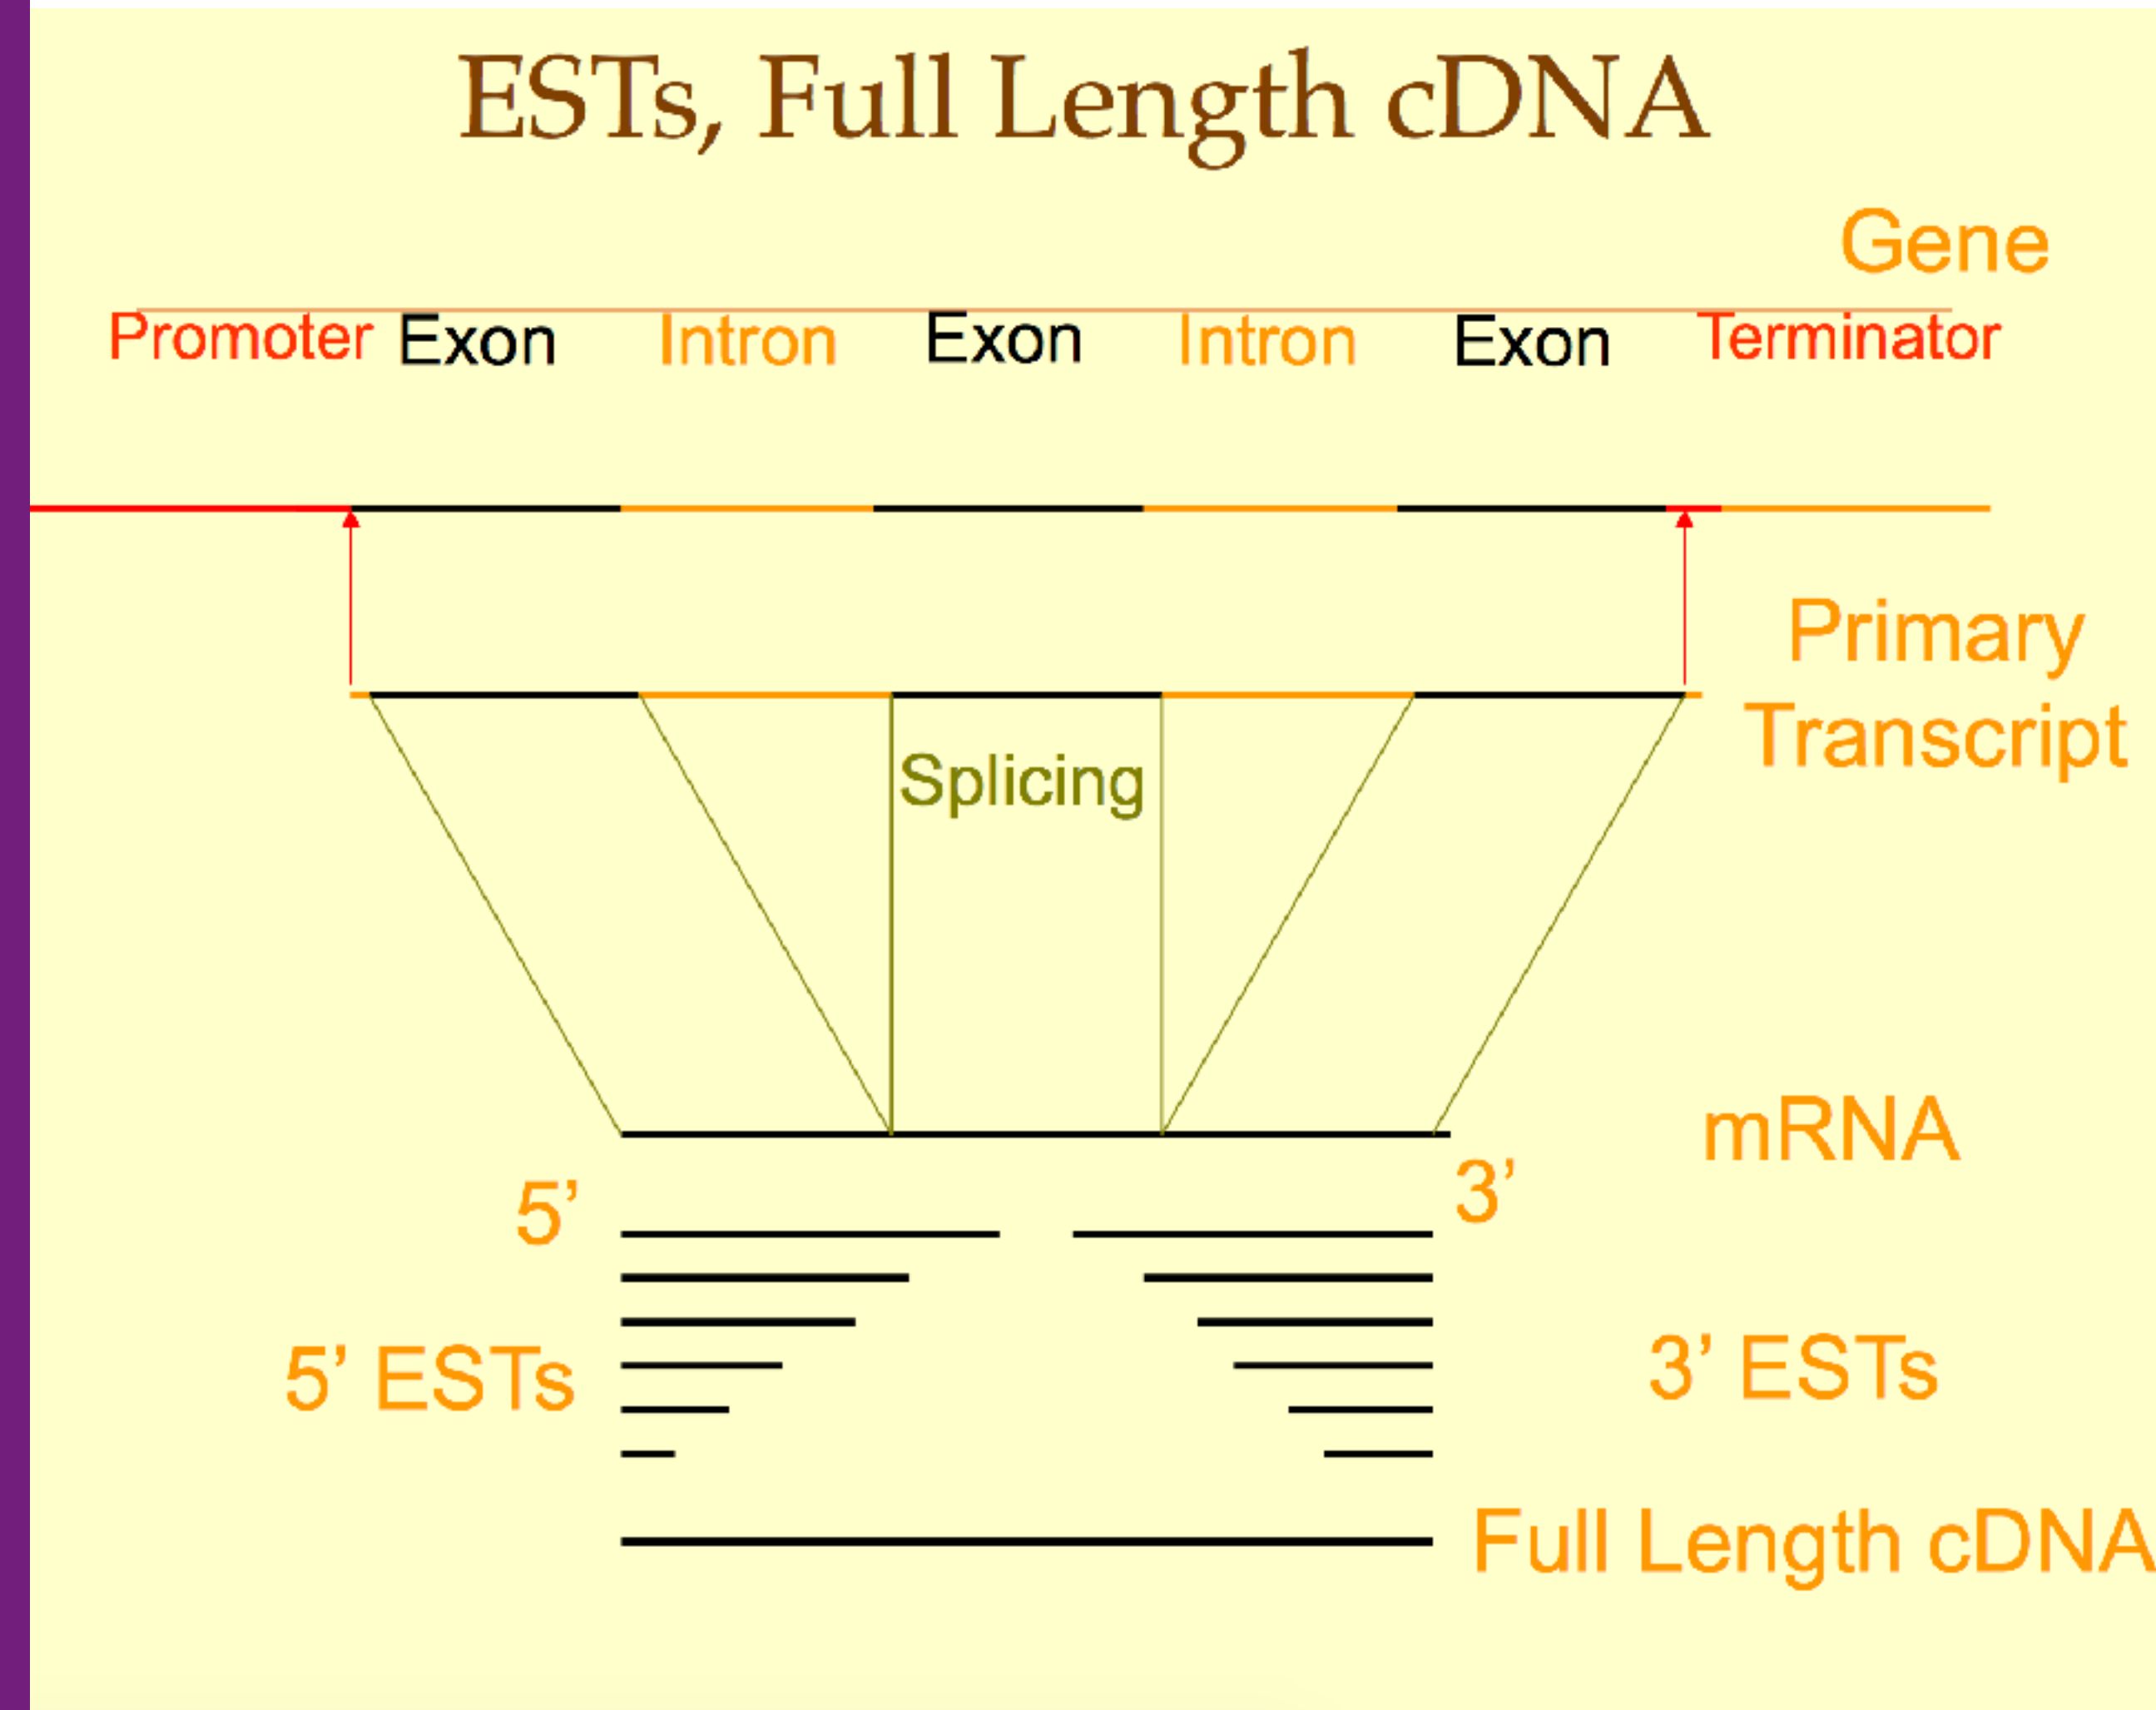 ESTs, Full Length cDNA
Gene
Promoter Exon Intron Exon Intron Exon Terminator
Primary
Transcript
Splicing
mRNA
5’ 3’
5’ ESTs 3’ ESTs
Full Length cDNA